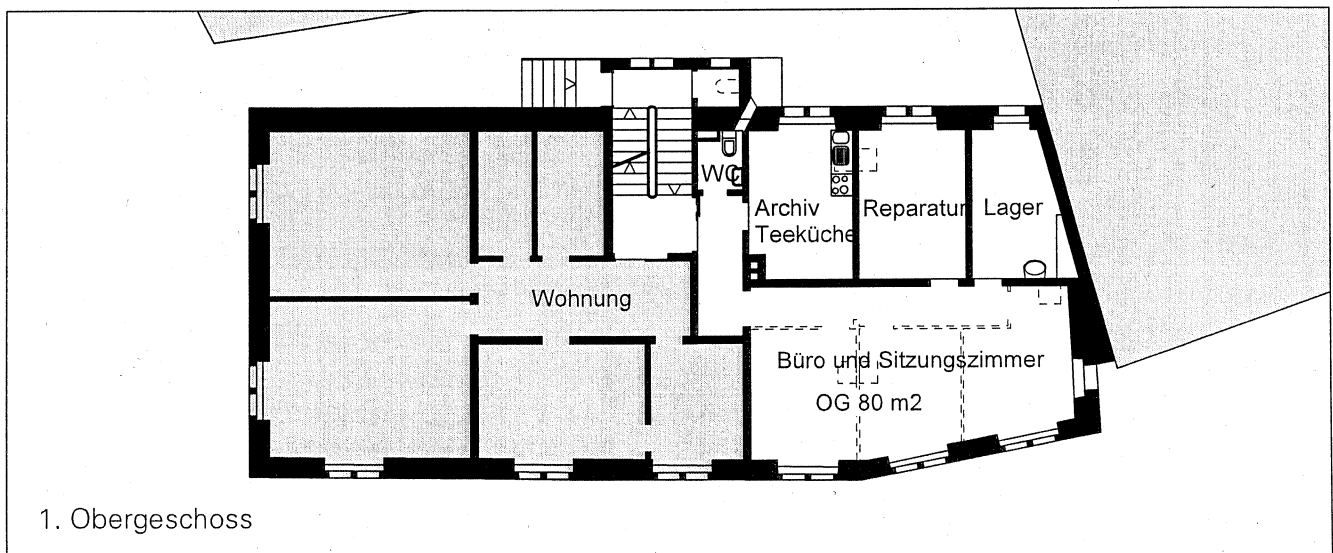 WC
Archiv
Teeküche
Reparatur
Lager
Wohnung
Büro und Sitzungszimmer
OG 80 m2
1. Obergeschoss